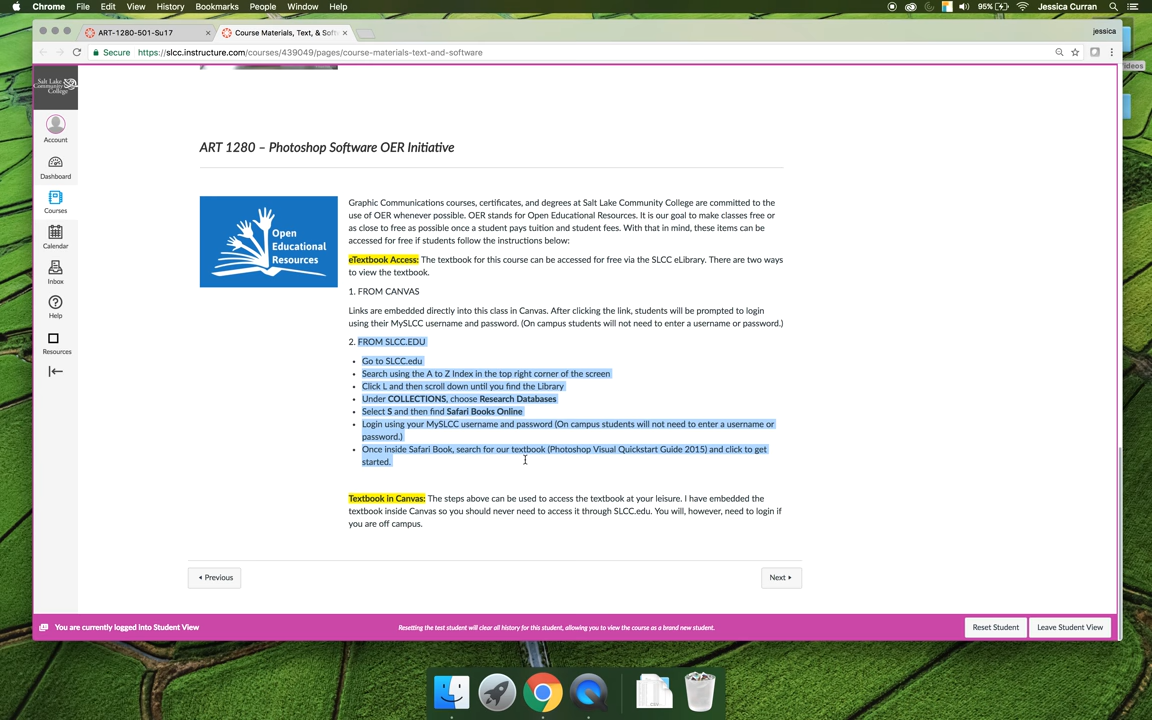 Chrome File Edit View History Bookmarks People Window Help 95% Jessica Curran
ART-1280-501-Su17 × Course Materials, Text, & Soft × jessica
Secure https://slcc.instructure.com/courses/439049/pages/course-materials-text-and-software
Videos
Salt Lake
Community
College
Account
Dashboard
Courses
Calendar
Inbox
Help
Resources
ART 1280 – Photoshop Software OER Initiative
Open
Educational
Resources
Graphic Communications courses, certificates, and degrees at Salt Lake Community College are committed to the
use of OER whenever possible. OER stands for Open Educational Resources. It is our goal to make classes free or
as close to free as possible once a student pays tuition and student fees. With that in mind, these items can be
accessed for free if students follow the instructions below:
eTextbook Access: The textbook for this course can be accessed for free via the SLCC eLibrary. There are two ways
to view the textbook.
1. FROM CANVAS
Links are embedded directly into this class in Canvas. After clicking the link, students will be prompted to login
using their MySLCC username and password. (On campus students will not need to enter a username or password.)
2. FROM SLCC.EDU
• Go to SLCC.edu
• Search using the A to Z Index in the top right corner of the screen
• Click L and then scroll down until you find the Library
• Under COLLECTIONS, choose Research Databases
• Select S and then find Safari Books Online
• Login using your MySLCC username and password (On campus students will not need to enter a username or
password.)
• Once inside Safari Book, search for our textbook (Photoshop Visual Quickstart Guide 2015) and click to get
started.
Textbook in Canvas: The steps above can be used to access the textbook at your leisure. I have embedded the
textbook inside Canvas so you should never need to access it through SLCC.edu. You will, however, need to login if
you are off campus.
Previous
Next
You are currently logged into Student View
Resetting the test student will clear all history for this student, allowing you to view the course as a brand new student.
Reset Student
Leave Student View